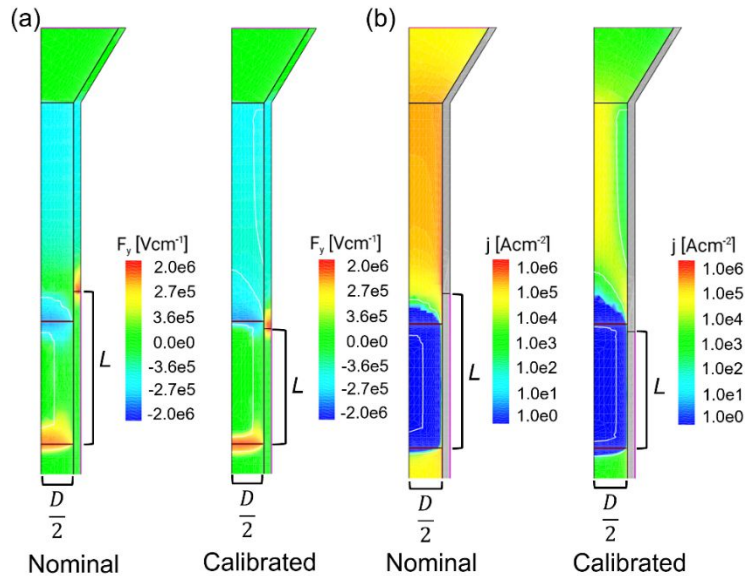 (a)
F_y [Vcm⁻¹]
2.0e6
2.7e5
3.6e5
0.0e0
-3.6e5
-2.7e5
-2.0e6
L
D
2
Nominal
F_y [Vcm⁻¹]
2.0e6
2.7e5
3.6e5
0.0e0
-3.6e5
-2.7e5
-2.0e6
L
D
2
Calibrated
(b)
j [Acm⁻²]
1.0e6
1.0e5
1.0e4
1.0e3
1.0e2
1.0e1
1.0e0
L
D
2
Nominal
j [Acm⁻²]
1.0e6
1.0e5
1.0e4
1.0e3
1.0e2
1.0e1
1.0e0
L
D
2
Calibrated